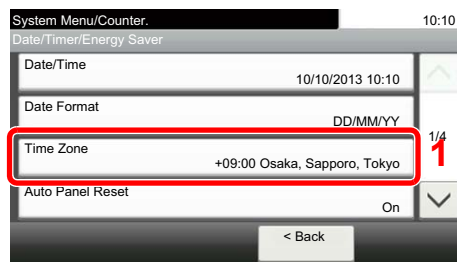 System Menu/Counter.
10:10
Date/Timer/Energy Saver
Date/Time
10/10/2013 10:10
Date Format
DD/MM/YY
1/4
Time Zone
1
+09:00 Osaka, Sapporo, Tokyo
Auto Panel Reset
On
< Back